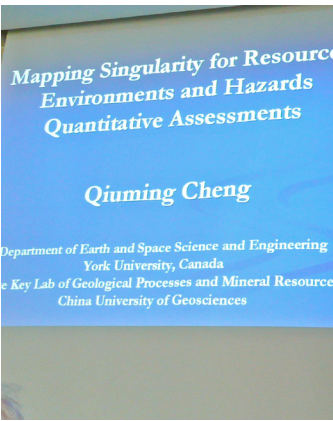 Mapping Singularity for Resource
Environments and Hazards
Quantitative Assessments
Qiuming Cheng
Department of Earth and Space Science and Engineering
York University, Canada
e Key Lab of Geological Processes and Mineral Resource
China University of Geosciences